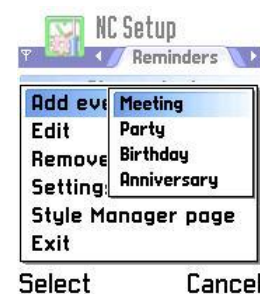 NC Setup
Reminders
Add eve
Meeting
Edit
Party
Birthday
Remove
Anniversary
Setting
Style Manager page
Exit
Select Cancel